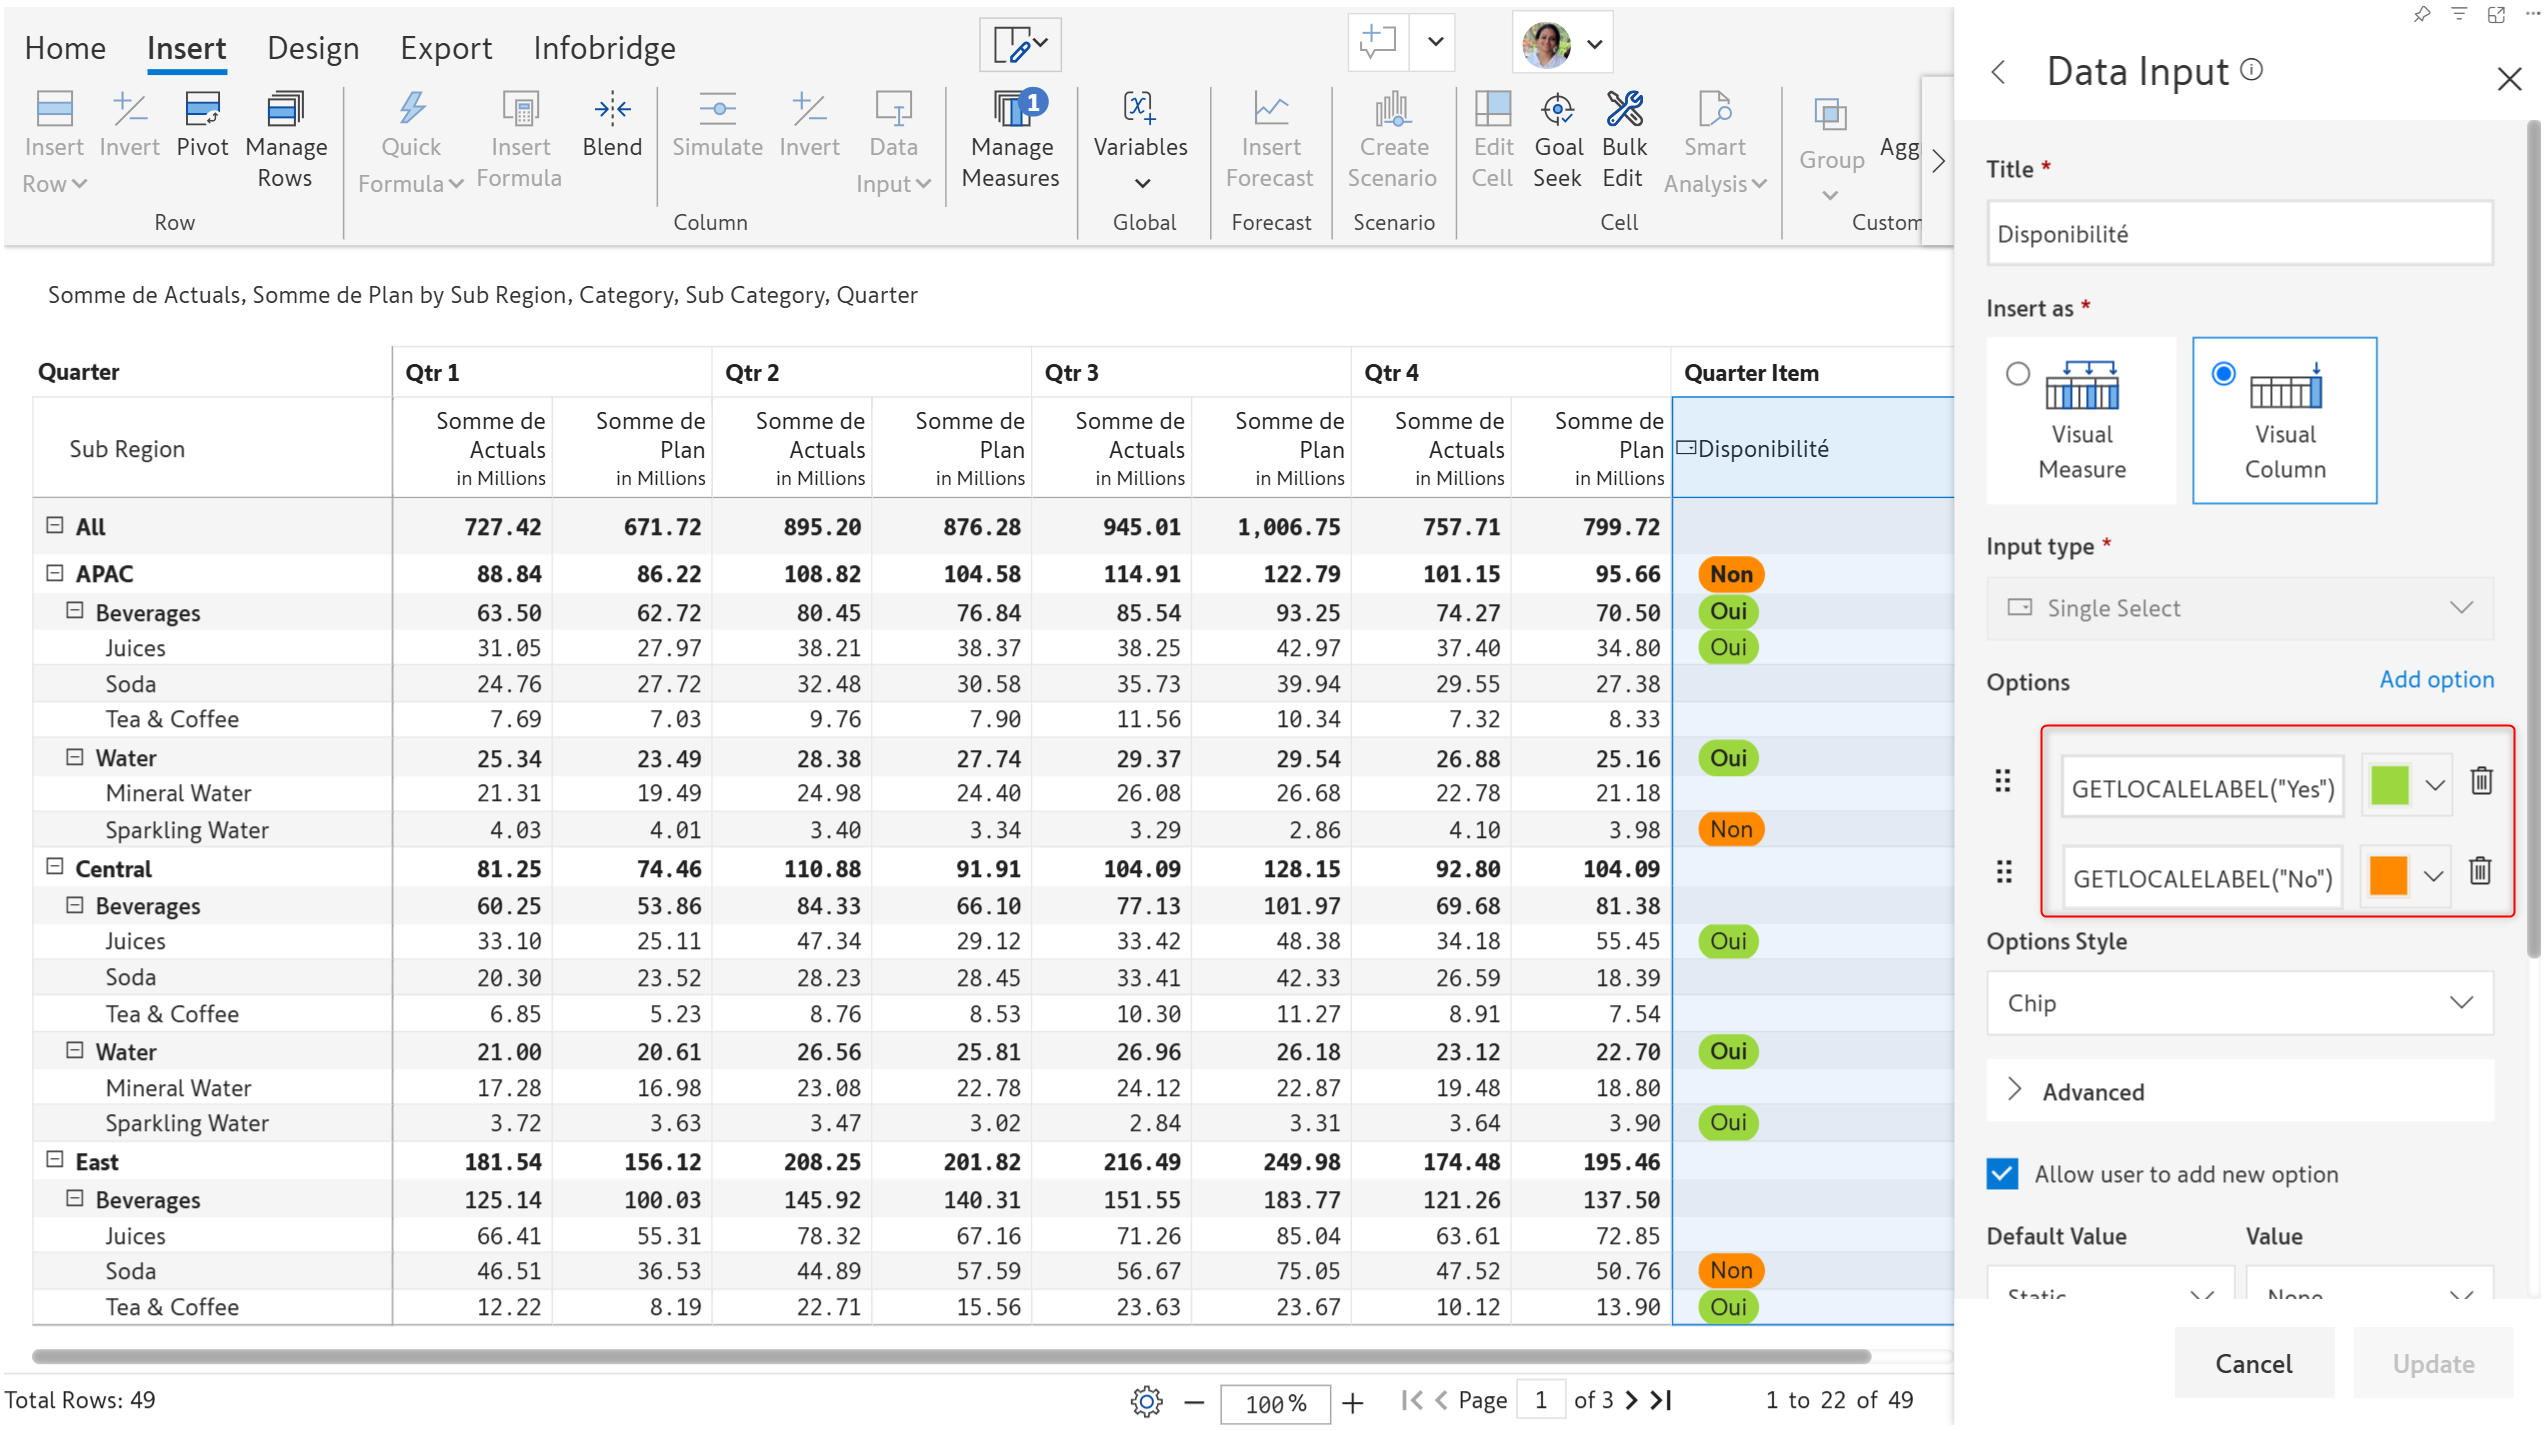 Home Insert Design Export Infobridge
Insert Row Invert Pivot Manage Rows Quick Formula Insert Formula Blend Simulate Invert Data Input Manage Measures 1 Variables Insert Forecast Create Scenario Edit Cell Goal Seek Bulk Edit Smart Analysis Group Agg
Row Column Global Forecast Scenario Cell Custom
Somme de Actuals, Somme de Plan by Sub Region, Category, Sub Category, Quarter
Quarter Qtr 1 Qtr 2 Qtr 3 Qtr 4 Quarter Item
Sub Region Somme de Actuals in Millions Somme de Plan in Millions Somme de Actuals in Millions Somme de Plan in Millions Somme de Actuals in Millions Somme de Plan in Millions Somme de Actuals in Millions Somme de Plan in Millions Disponibilité
All 727.42 671.72 895.20 876.28 945.01 1,006.75 757.71 799.72
APAC 88.84 86.22 108.82 104.58 114.91 122.79 101.15 95.66 Non
Beverages 63.50 62.72 80.45 76.84 85.54 93.25 74.27 70.50 Oui
Juices 31.05 27.97 38.21 38.37 38.25 42.97 37.40 34.80 Oui
Soda 24.76 27.72 32.48 30.58 35.73 39.94 29.55 27.38
Tea & Coffee 7.69 7.03 9.76 7.90 11.56 10.34 7.32 8.33
Water 25.34 23.49 28.38 27.74 29.37 29.54 26.88 25.16 Oui
Mineral Water 21.31 19.49 24.98 24.40 26.08 26.68 22.78 21.18
Sparkling Water 4.03 4.01 3.40 3.34 3.29 2.86 4.10 3.98 Non
Central 81.25 74.46 110.88 91.91 104.09 128.15 92.80 104.09
Beverages 60.25 53.86 84.33 66.10 77.13 101.97 69.68 81.38
Juices 33.10 25.11 47.34 29.12 33.42 48.38 34.18 55.45 Oui
Soda 20.30 23.52 28.23 28.45 33.41 42.33 26.59 18.39
Tea & Coffee 6.85 5.23 8.76 8.53 10.30 11.27 8.91 7.54
Water 21.00 20.61 26.56 25.81 26.96 26.18 23.12 22.70 Oui
Mineral Water 17.28 16.98 23.08 22.78 24.12 22.87 19.48 18.80
Sparkling Water 3.72 3.63 3.47 3.02 2.84 3.31 3.64 3.90 Oui
East 181.54 156.12 208.25 201.82 216.49 249.98 174.48 195.46
Beverages 125.14 100.03 145.92 140.31 151.55 183.77 121.26 137.50
Juices 66.41 55.31 78.32 67.16 71.26 85.04 63.61 72.85
Soda 46.51 36.53 44.89 57.59 56.67 75.05 47.52 50.76 Non
Tea & Coffee 12.22 8.19 22.71 15.56 23.63 23.67 10.12 13.90 Oui
Total Rows: 49 100 % Page 1 of 3 1 to 22 of 49
Data Input
Title *
Disponibilité
Insert as *
Visual Measure
Visual Column
Input type *
Single Select
Options Add option
GETLOCALELABEL("Yes")
GETLOCALELABEL("No")
Options Style
Chip
Advanced
Allow user to add new option
Default Value Value
Static None
Cancel Update